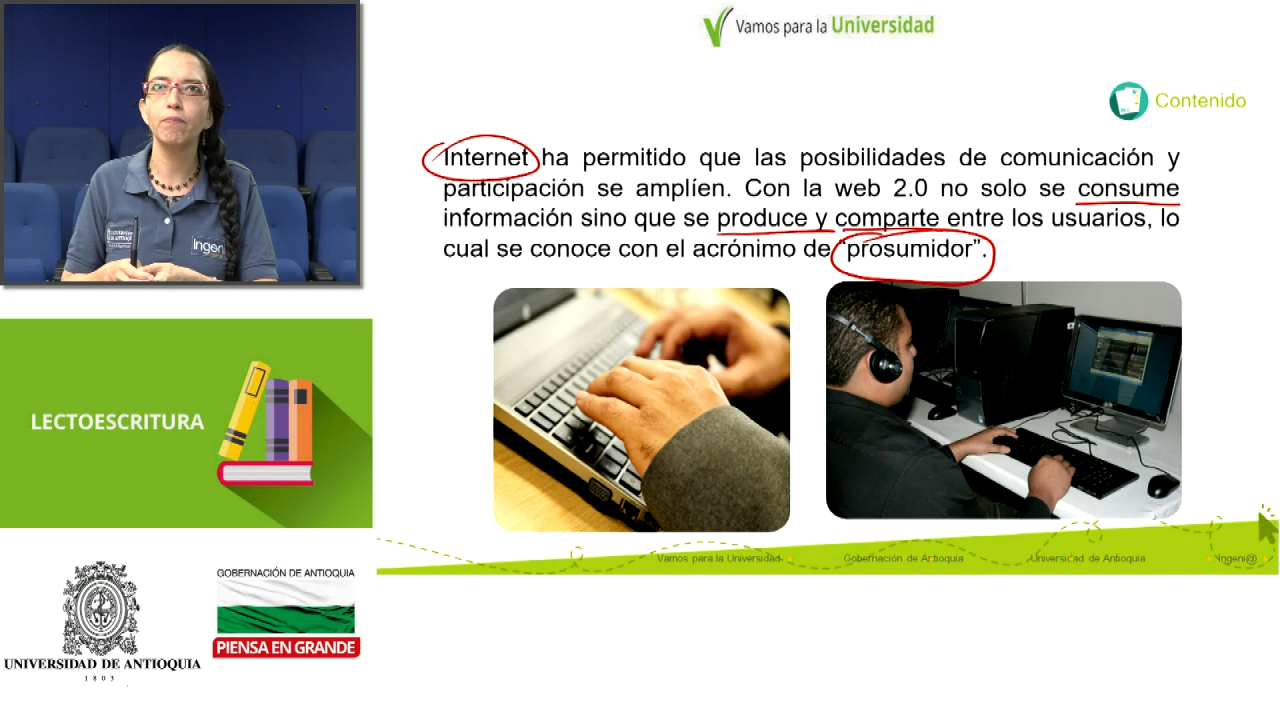 Vamos para la Universidad
Contenido
Internet ha permitido que las posibilidades de comunicación y
participación se amplíen. Con la web 2.0 no solo se consume
información sino que se produce y comparte entre los usuarios, lo
cual se conoce con el acrónimo de “prosumidor”.
Ingeni@
LECTOESCRITURA
Vamos para la Universidad
Gobernación de Antioquia
Universidad de Antioquia
Ingeni@
UNIVERSIDAD DE ANTIOQUIA
1803
GOBERNACIÓN DE ANTIOQUIA
PIENSA EN GRANDE